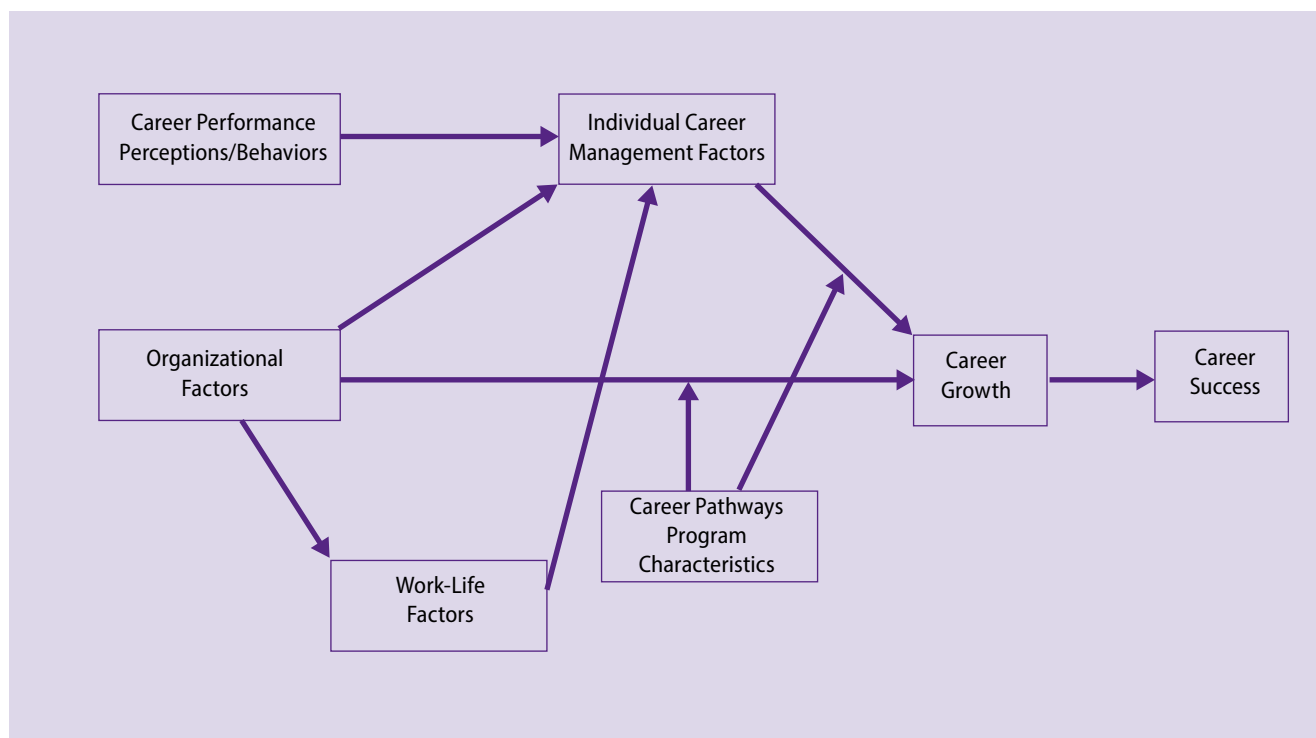 Career Performance
Perceptions/Behaviors
Individual Career
Management Factors
Organizational
Factors
Career
Growth
Career
Success
Career Pathways
Program
Characteristics
Work-Life
Factors